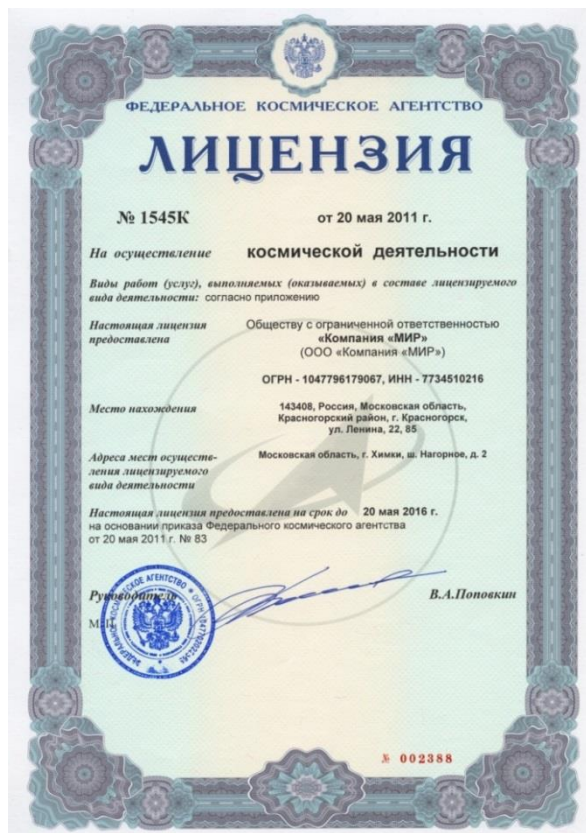 ФЕДЕРАЛЬНОЕ КОСМИЧЕСКОЕ АГЕНТСТВО
ЛИЦЕНЗИЯ
№ 1545К от 20 мая 2011 г.
На осуществление космической деятельности
Виды работ (услуг), выполняемых (оказываемых) в составе лицензируемого
вида деятельности: согласно приложению
Настоящая лицензия
предоставлена
Обществу с ограниченной ответственностью
«Компания «МИР»
(ООО «Компания «МИР»)
ОГРН - 1047796179067, ИНН - 7734510216
Место нахождения
143408, Россия, Московская область,
Красногорский район, г. Красногорск,
ул. Ленина, 22, 85
Адреса мест осуществ-
ления лицензируемого
вида деятельности
Московская область, г. Химки, ш. Нагорное, д. 2
Настоящая лицензия предоставлена на срок до 20 мая 2016 г.
на основании приказа Федерального космического агентства
от 20 мая 2011 г. № 83
Руководитель В.А.Поповкин
М.П.
№ 002388